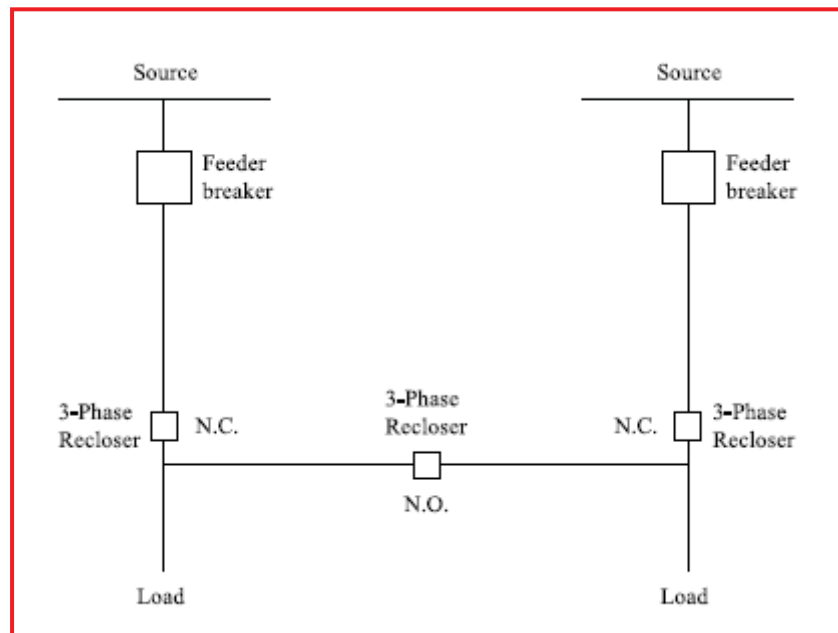 Source
Source
Feeder
breaker
Feeder
breaker
3-Phase
Recloser
N.C.
3-Phase
Recloser
N.O.
N.C.
3-Phase
Recloser
Load
Load